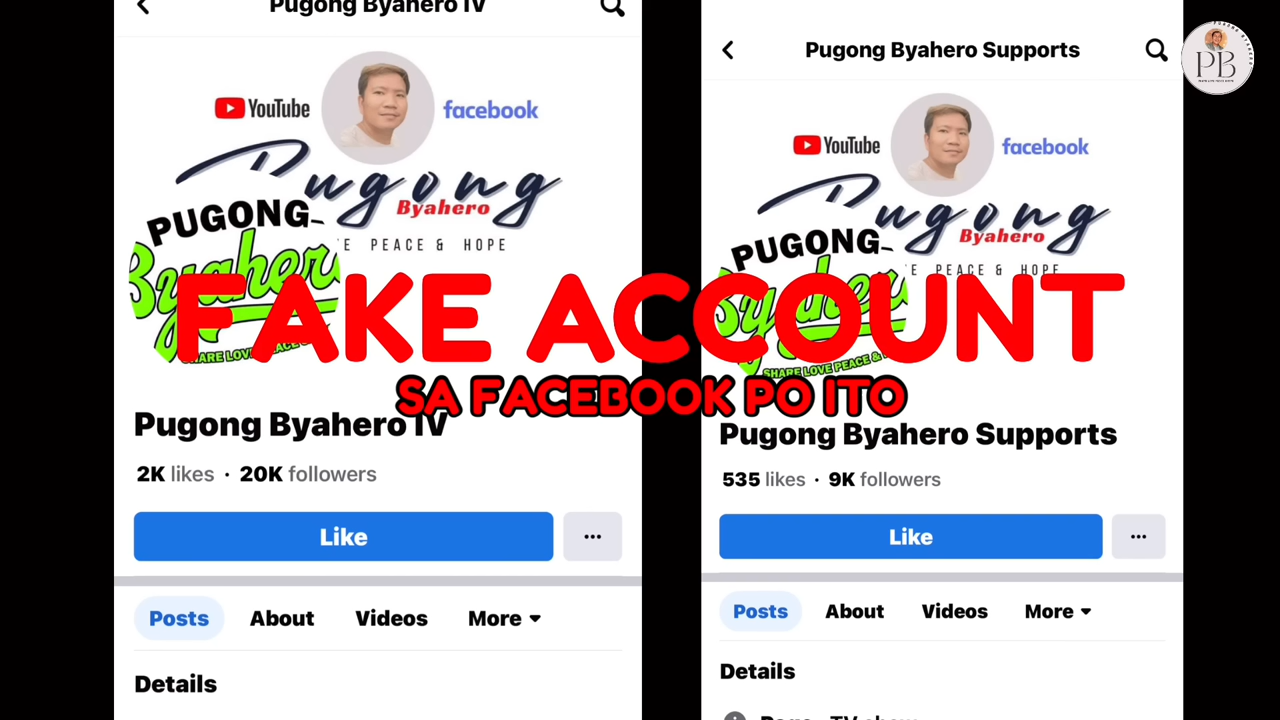 Pugong Byahero IV
YouTube
facebook
Pugong
Byahero
PEACE & HOPE
PUGONG
Byahero
SHARE LOVE PEACE &
Pugong Byahero IV
2K likes · 20K followers
Like
Posts About Videos More
Details
Pugong Byahero Supports
YouTube
facebook
Pugong
Byahero
PEACE & HOPE
PUGONG
Byahero
SHARE LOVE PEACE &
Pugong Byahero Supports
535 likes · 9K followers
Like
Posts About Videos More
Details
FAKE ACCOUNT
SA FACEBOOK PO ITO
PB